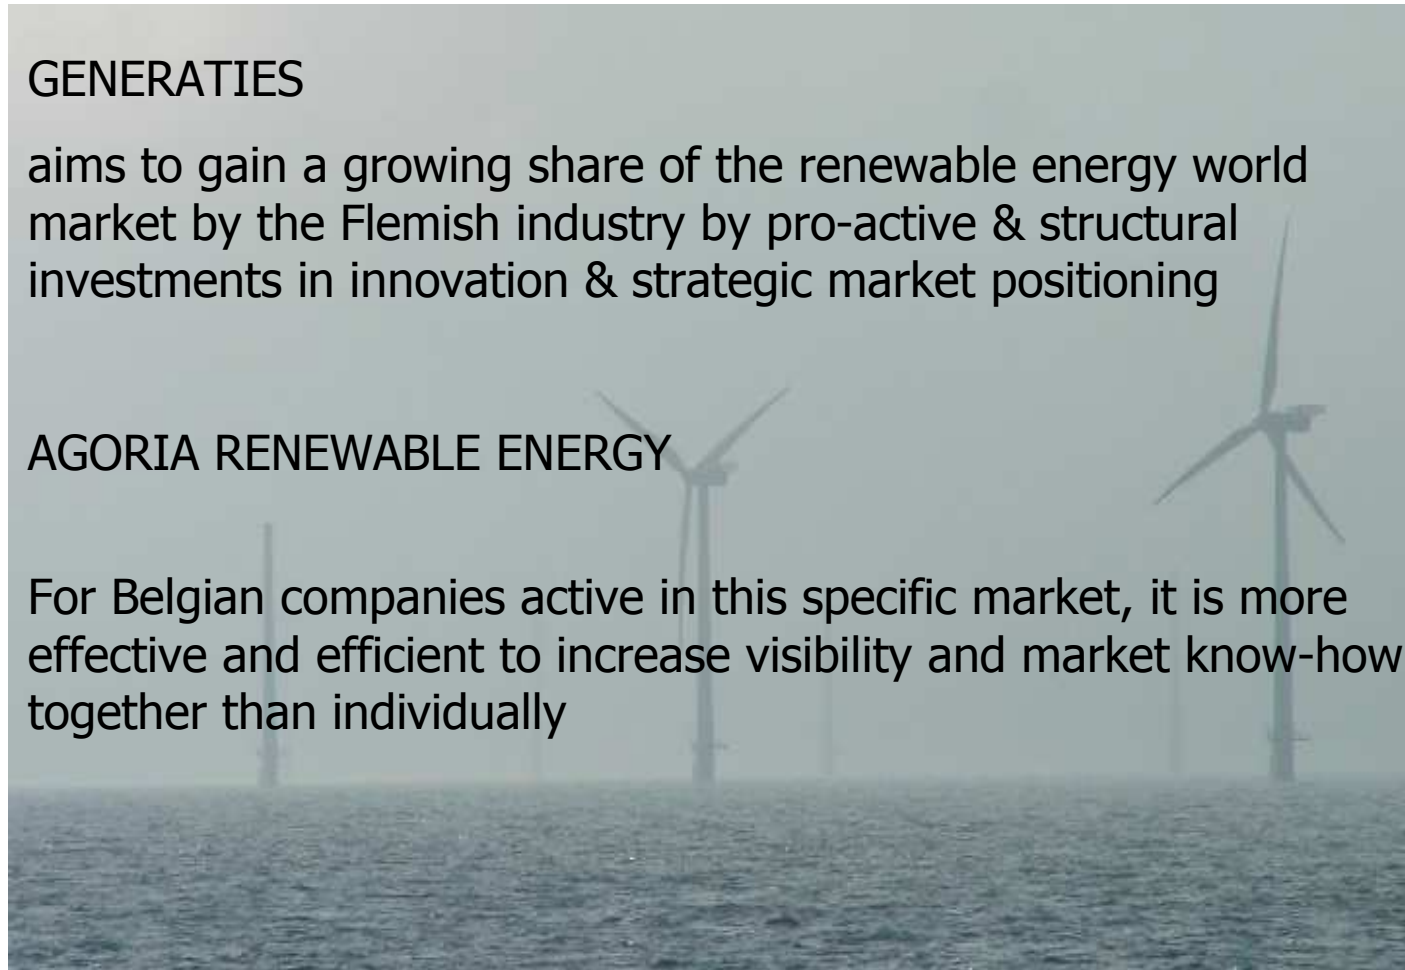 GENERATIES
aims to gain a growing share of the renewable energy world
market by the Flemish industry by pro-active & structural
investments in innovation & strategic market positioning
AGORIA RENEWABLE ENERGY
For Belgian companies active in this specific market, it is more
effective and efficient to increase visibility and market know-how
together than individually